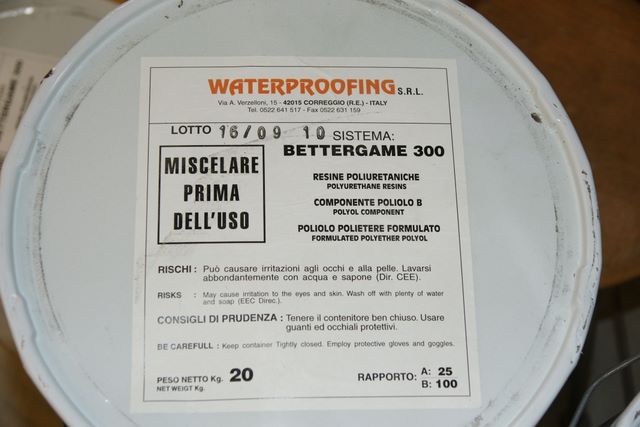 WATERPROOFING S.R.L.
Via A. Verzelloni, 15 - 42015 CORREGGIO (R.E.) - ITALY
Tel. 0522 641 517 - Fax 0522 631 159
LOTTO 16/09 10 SISTEMA:
BETTERGAME 300
MISCELARE
PRIMA
DELL'USO
RESINE POLIURETANICHE
POLYURETHANE RESINS
COMPONENTE POLIOLO B
POLYOL COMPONENT
POLIOLO POLIETERE FORMULATO
FORMULATED POLYETHER POLYOL
RISCHI : Può causare irritazioni agli occhi e alla pelle. Lavarsi
abbondantemente con acqua e sapone (Dir. CEE).
RISKS : May cause irritation to the eyes and skin. Wash off with plenty of water
and soap (EEC Direc.).
CONSIGLI DI PRUDENZA : Tenere il contenitore ben chiuso. Usare
guanti ed occhiali protettivi.
BE CAREFULL : Keep container Tightly closed. Employ protective gloves and goggles.
PESO NETTO Kg. 20
NET WEIGT Kg.
RAPPORTO: A: 25
B: 100